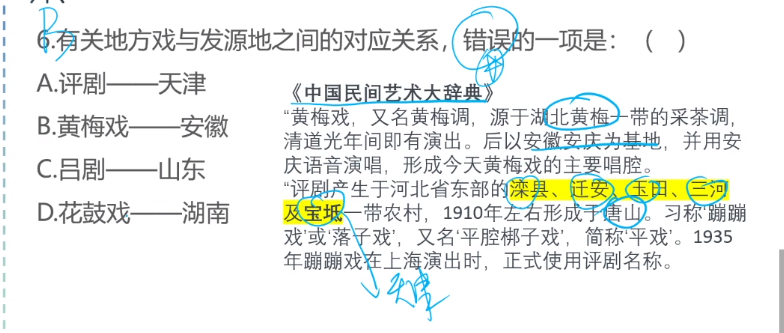 B
6.有关地方戏与发源地之间的对应关系，错误的一项是：（ ）
A.评剧——天津
B.黄梅戏——安徽
C.吕剧——山东
D.花鼓戏——湖南
《中国民间艺术大辞典》
“黄梅戏，又名黄梅调，源于湖北黄梅一带的采茶调，
清道光年间即有演出。后以安徽安庆为基地，并用安
庆语音演唱，形成今天黄梅戏的主要唱腔。
“评剧产生于河北省东部的滦县、迁安、玉田、三河
及宝坻一带农村，1910年左右形成于唐山。习称‘蹦蹦
戏’或‘落子戏’，又名‘平腔梆子戏’，简称‘平戏’。1935
年蹦蹦戏在上海演出时，正式使用评剧名称。
天津